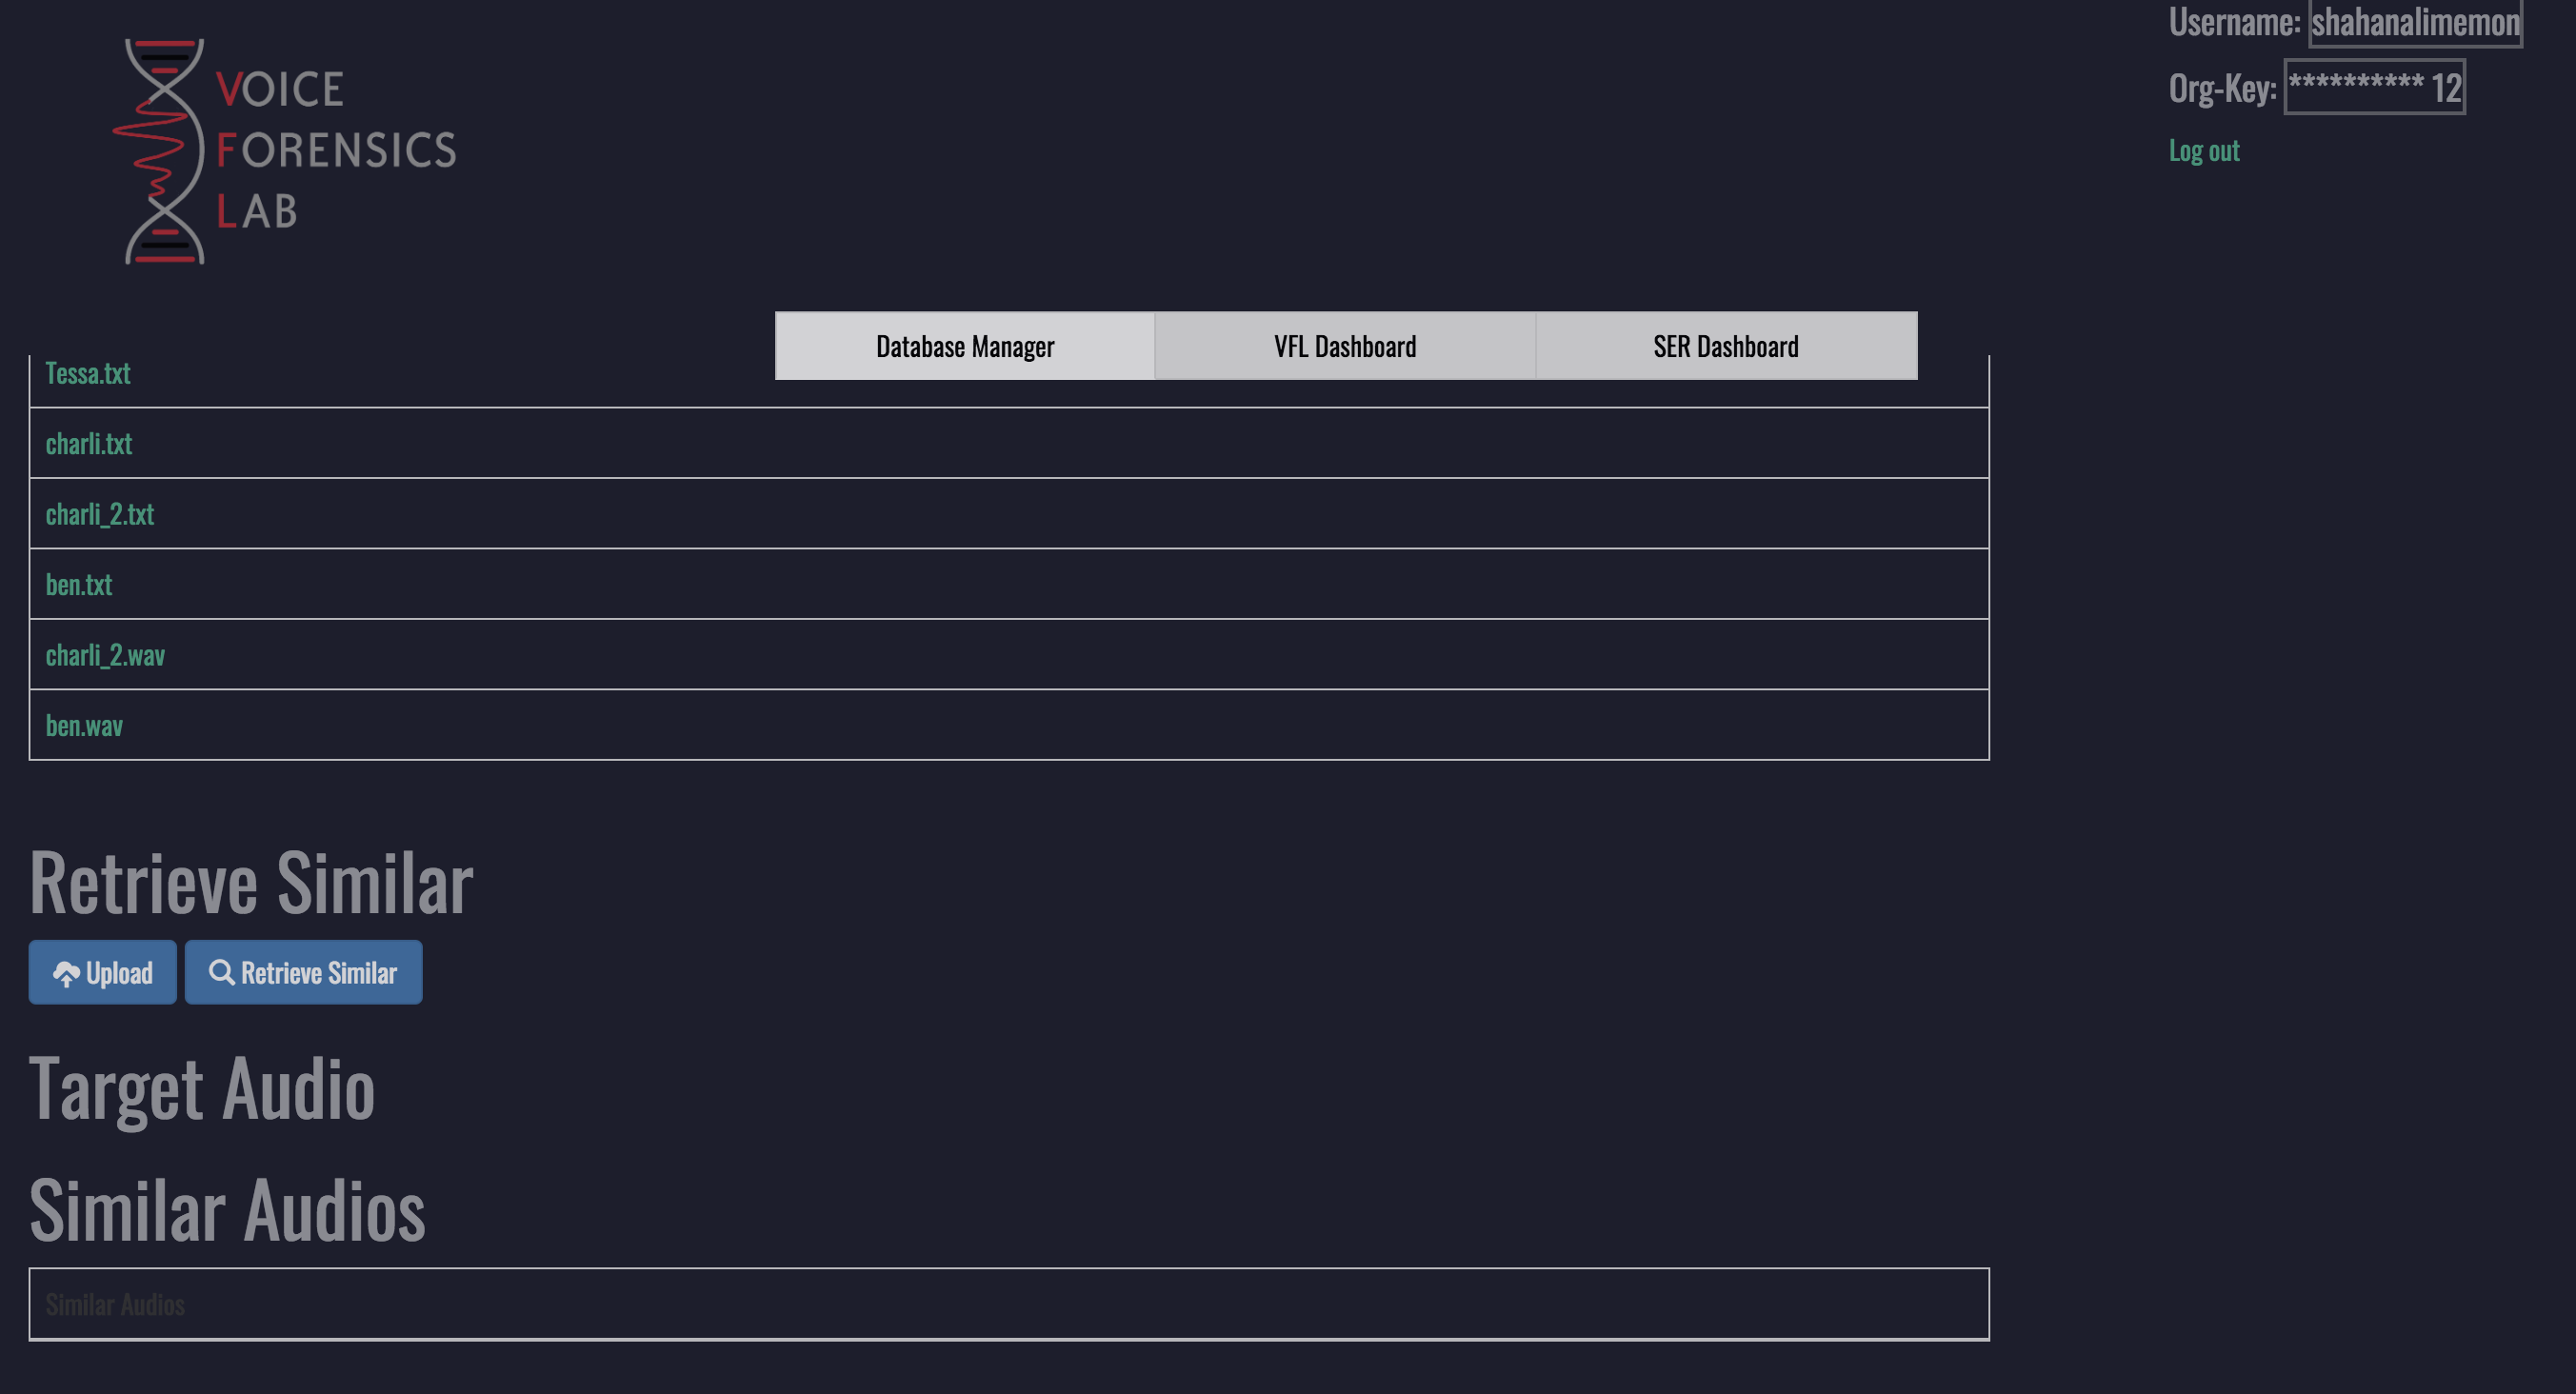 VOICE
FORENSICS
LAB
Username: shahanalimemon
Org-Key: ********** 12
Log out
Database Manager VFL Dashboard SER Dashboard
Tessa.txt
charli.txt
charli_2.txt
ben.txt
charli_2.wav
ben.wav
Retrieve Similar
Upload Retrieve Similar
Target Audio
Similar Audios
Similar Audios